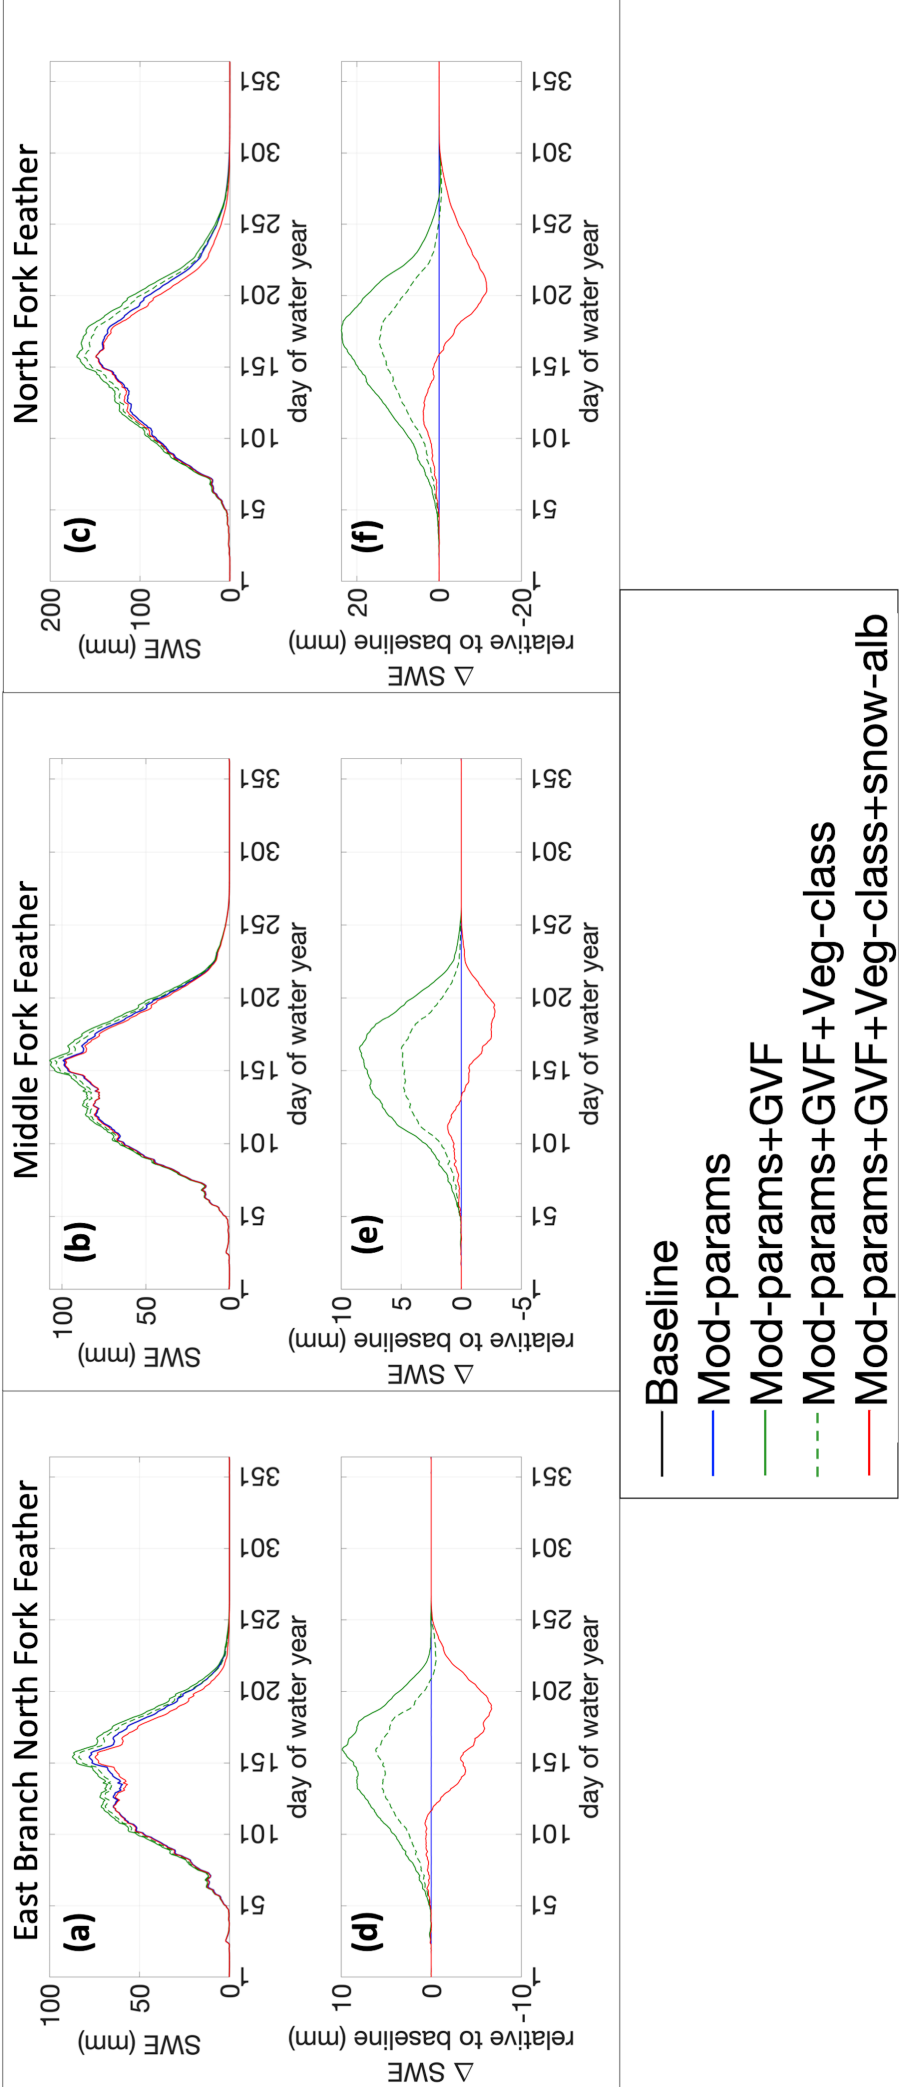 East Branch North Fork Feather
(a)
SWE (mm)
100
50
0
1 51 101 151 201 251 301 351
day of water year
(d)
Δ SWE
relative to baseline (mm)
10
0
-10
1 51 101 151 201 251 301 351
day of water year
Middle Fork Feather
(b)
SWE (mm)
100
50
0
1 51 101 151 201 251 301 351
day of water year
(e)
Δ SWE
relative to baseline (mm)
10
5
0
-5
1 51 101 151 201 251 301 351
day of water year
North Fork Feather
(c)
SWE (mm)
200
100
0
1 51 101 151 201 251 301 351
day of water year
(f)
Δ SWE
relative to baseline (mm)
20
0
-20
1 51 101 151 201 251 301 351
day of water year
Baseline
Mod-params
Mod-params+GVF
Mod-params+GVF+Veg-class
Mod-params+GVF+Veg-class+snow-alb